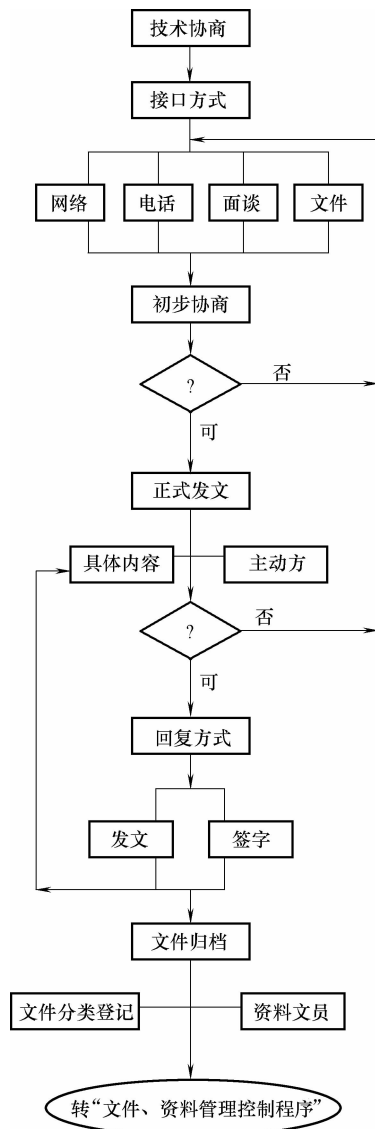 技术协商
接口方式
网络
电话
面谈
文件
初步协商
?
否
可
正式发文
具体内容
主动方
?
否
可
回复方式
发文
签字
文件归档
文件分类登记
资料文员
转“文件、资料管理控制程序”